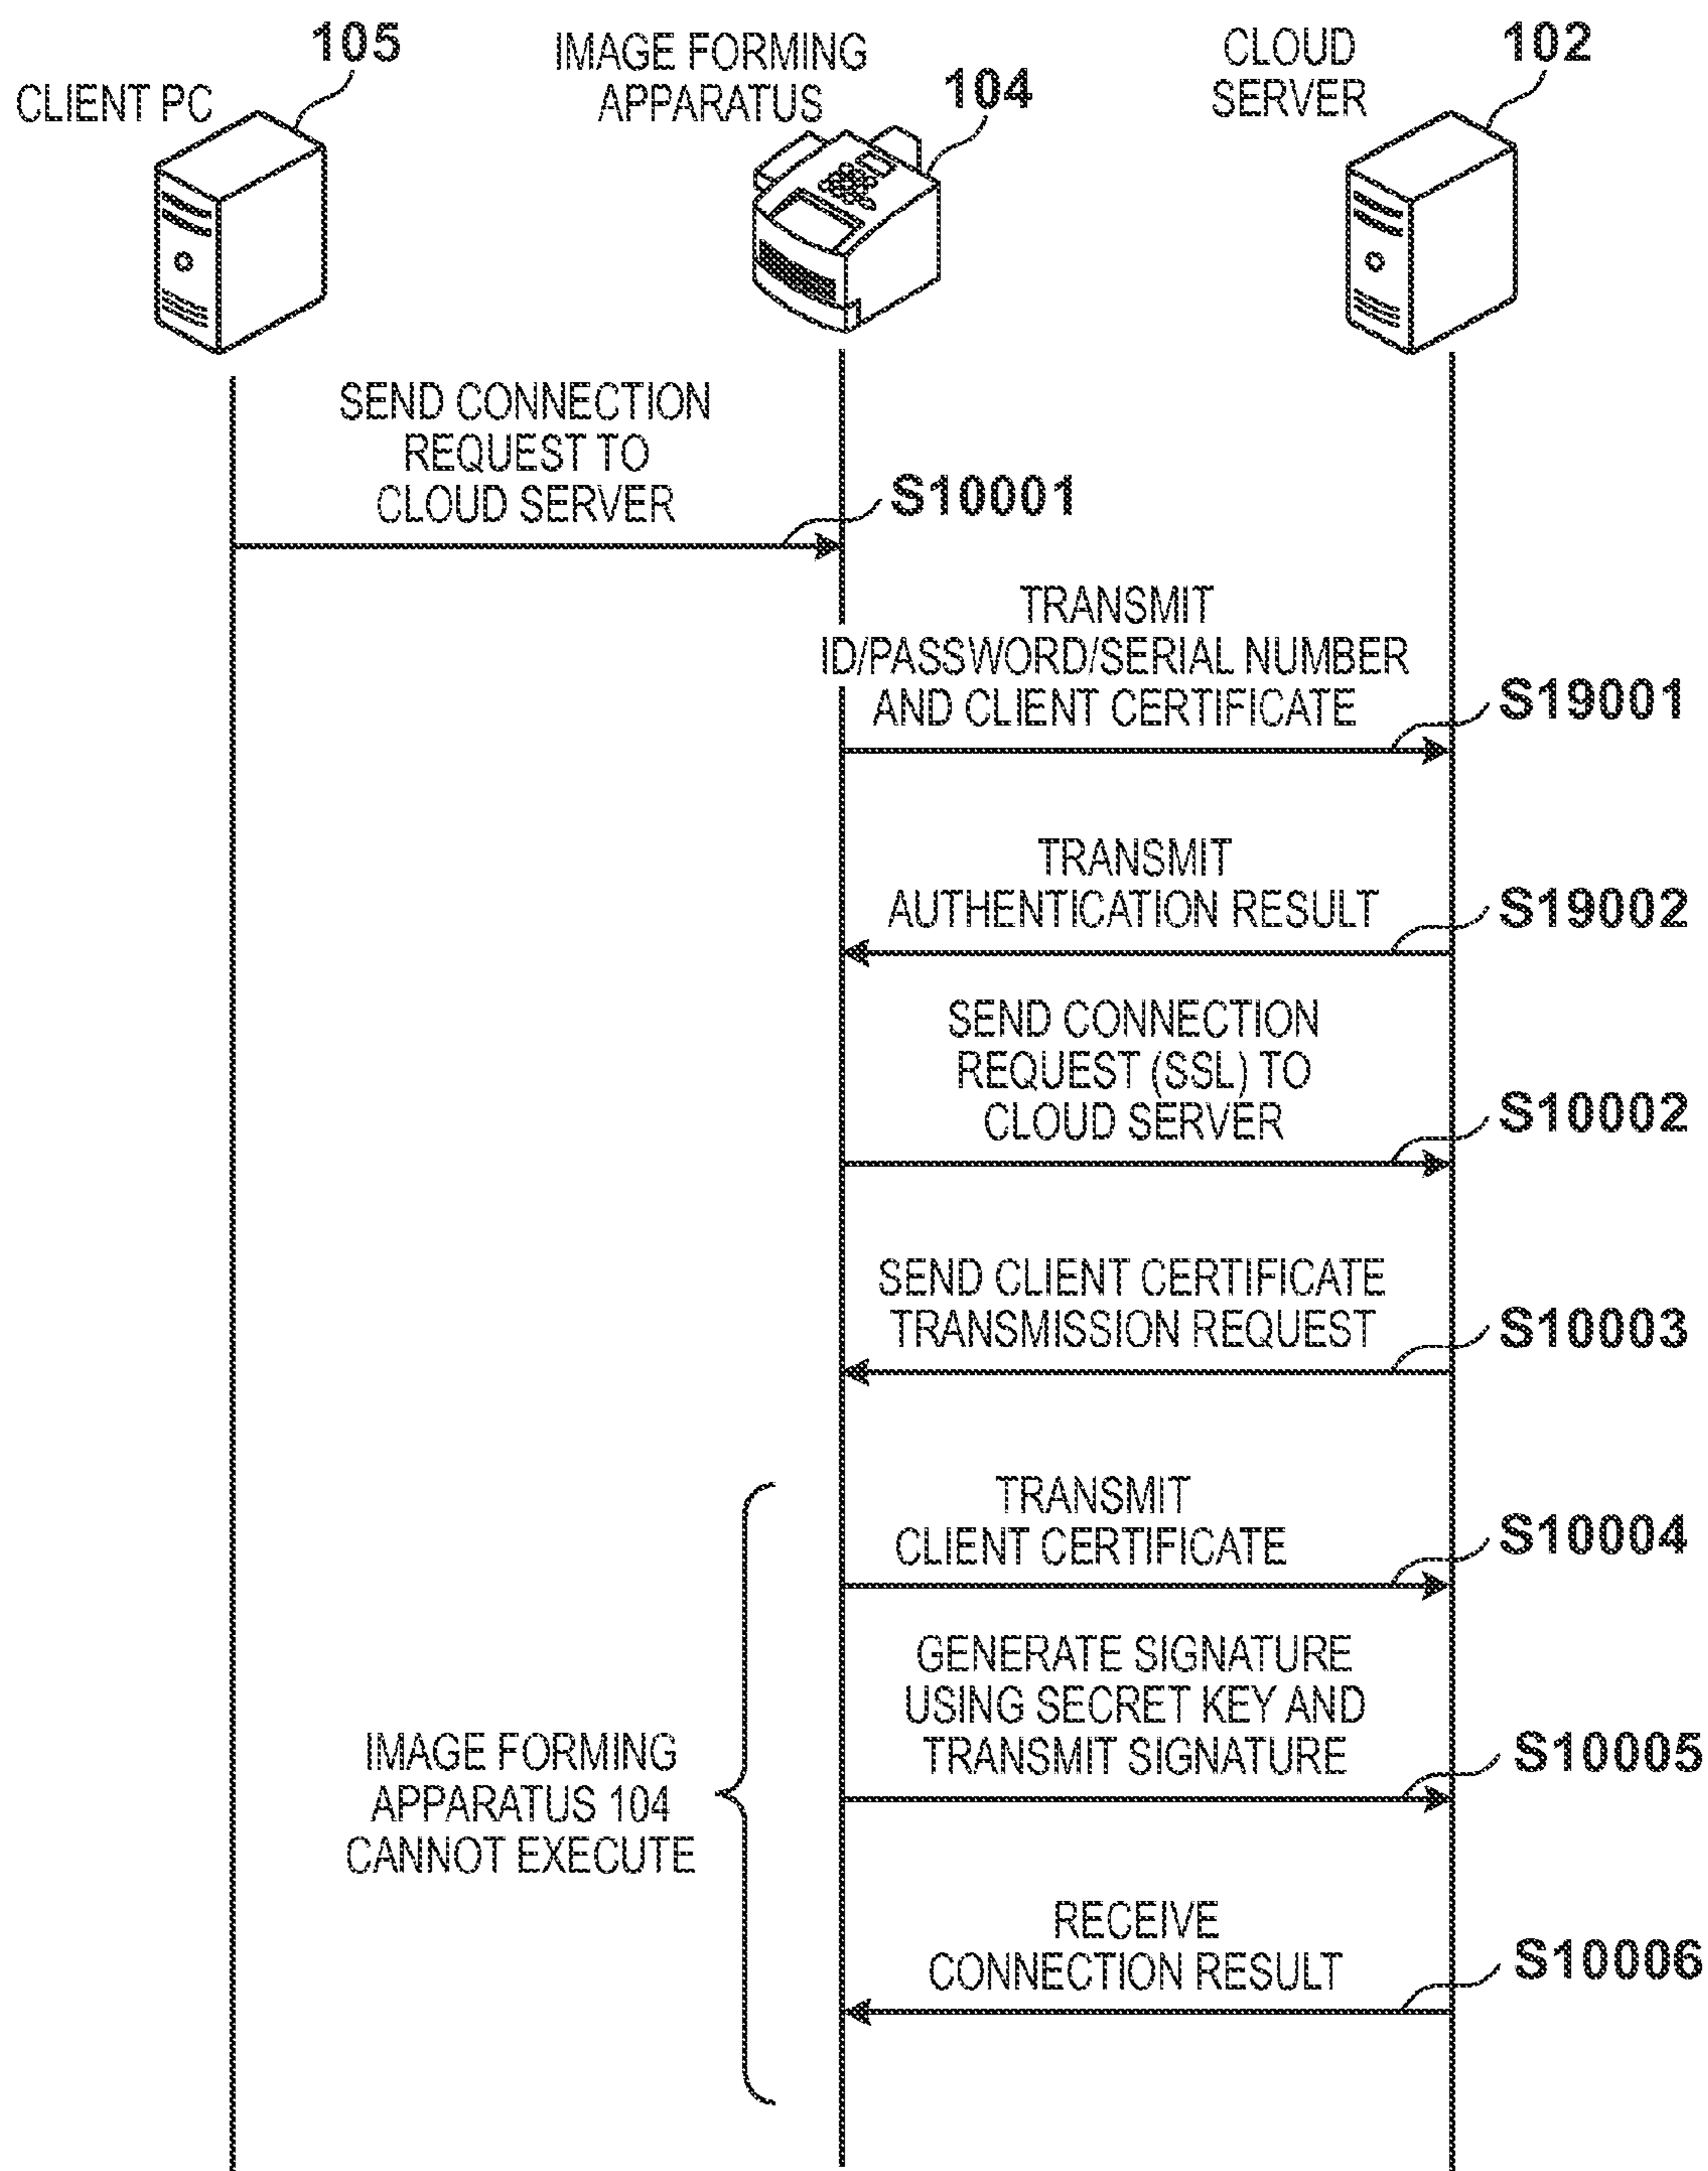 105
CLIENT PC
IMAGE FORMING
APPARATUS
104
CLOUD
SERVER
102
SEND CONNECTION
REQUEST TO
CLOUD SERVER
S10001
TRANSMIT
ID/PASSWORD/SERIAL NUMBER
AND CLIENT CERTIFICATE
S19001
TRANSMIT
AUTHENTICATION RESULT
S19002
SEND CONNECTION
REQUEST (SSL) TO
CLOUD SERVER
S10002
SEND CLIENT CERTIFICATE
TRANSMISSION REQUEST
S10003
TRANSMIT
CLIENT CERTIFICATE
S10004
GENERATE SIGNATURE
USING SECRET KEY AND
TRANSMIT SIGNATURE
S10005
IMAGE FORMING
APPARATUS 104
CANNOT EXECUTE
RECEIVE
CONNECTION RESULT
S10006